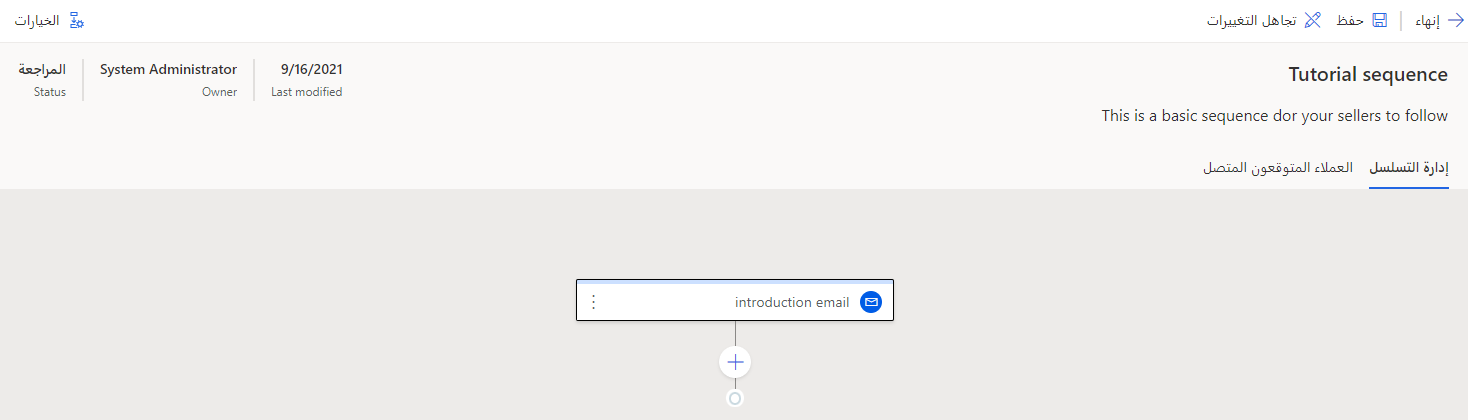 إنهاء
حفظ
تجاهل التغييرات
الخيارات
Tutorial sequence
This is a basic sequence dor your sellers to follow
9/16/2021
Last modified
System Administrator
Owner
المراجعة
Status
إدارة التسلسل
العملاء المتوقعون المتصل
introduction email